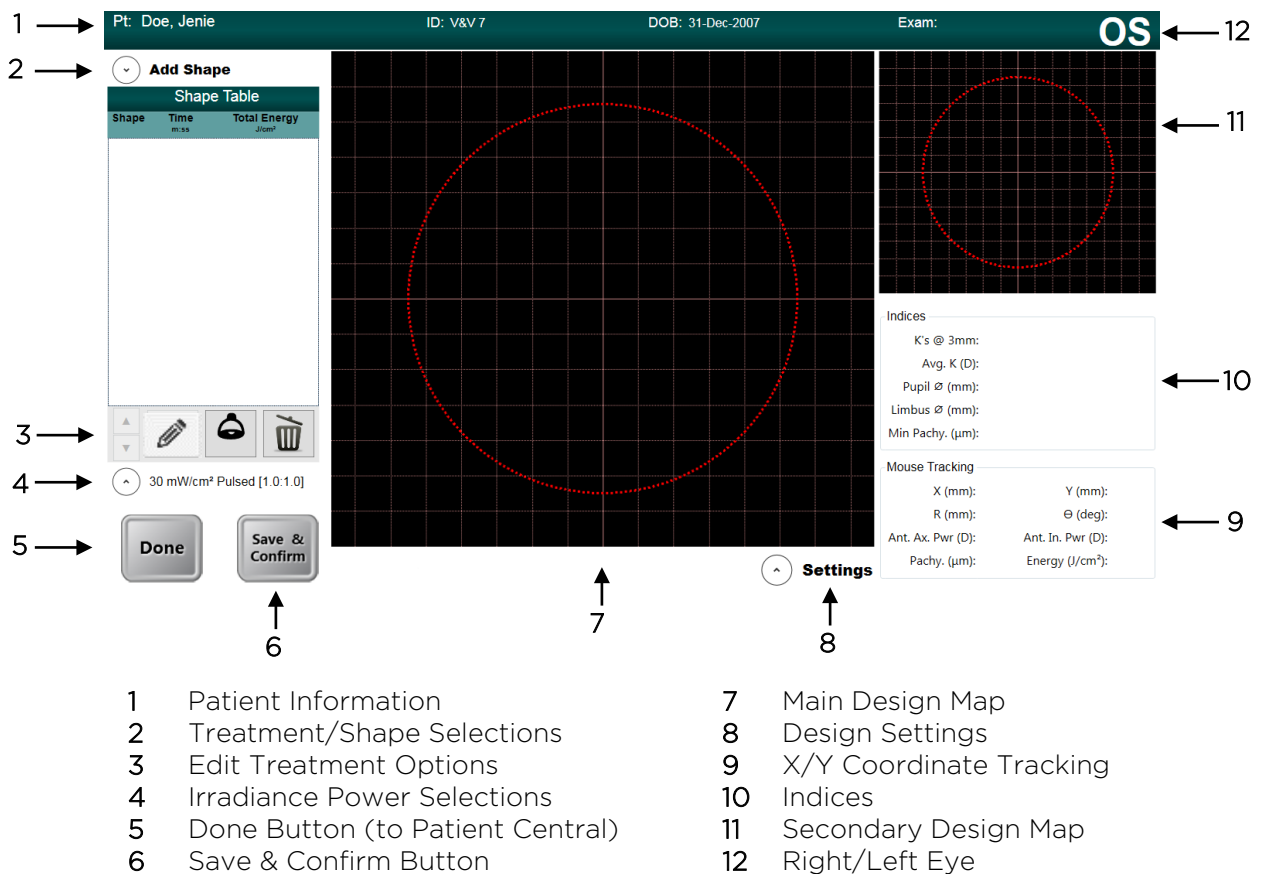 1 Pt: Doe, Jenie ID: V&V 7 DOB: 31-Dec-2007 Exam: OS 12
2 Add Shape
Shape Table
Shape Time Total Energy
m:ss J/cm²
11
Indices
K's @ 3mm:
Avg. K (D):
Pupil Ø (mm):
10
Limbus Ø (mm):
Min Pachy. (µm):
3
Mouse Tracking
4 30 mW/cm² Pulsed [1.0:1.0]
X (mm): Y (mm):
R (mm): Θ (deg):
9
Ant. Ax. Pwr (D): Ant. In. Pwr (D):
Pachy. (µm): Energy (J/cm²):
5 Done
Save &
Confirm
Settings
6 7 8
1 Patient Information
2 Treatment/Shape Selections
3 Edit Treatment Options
4 Irradiance Power Selections
5 Done Button (to Patient Central)
6 Save & Confirm Button
7 Main Design Map
8 Design Settings
9 X/Y Coordinate Tracking
10 Indices
11 Secondary Design Map
12 Right/Left Eye